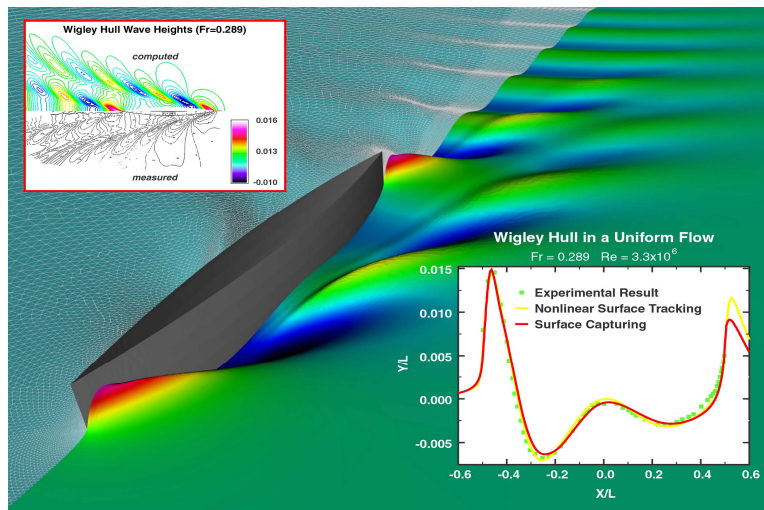 Wigley Hull Wave Heights (Fr=0.289)
computed
0.016
0.013
-0.010
measured
Wigley Hull in a Uniform Flow
Fr = 0.289 Re = 3.3x10^6
0.015
0.010
0.005
0.000
-0.005
Y/L
Experimental Result
Nonlinear Surface Tracking
Surface Capturing
-0.6 -0.4 -0.2 0.0 0.2 0.4 0.6
X/L